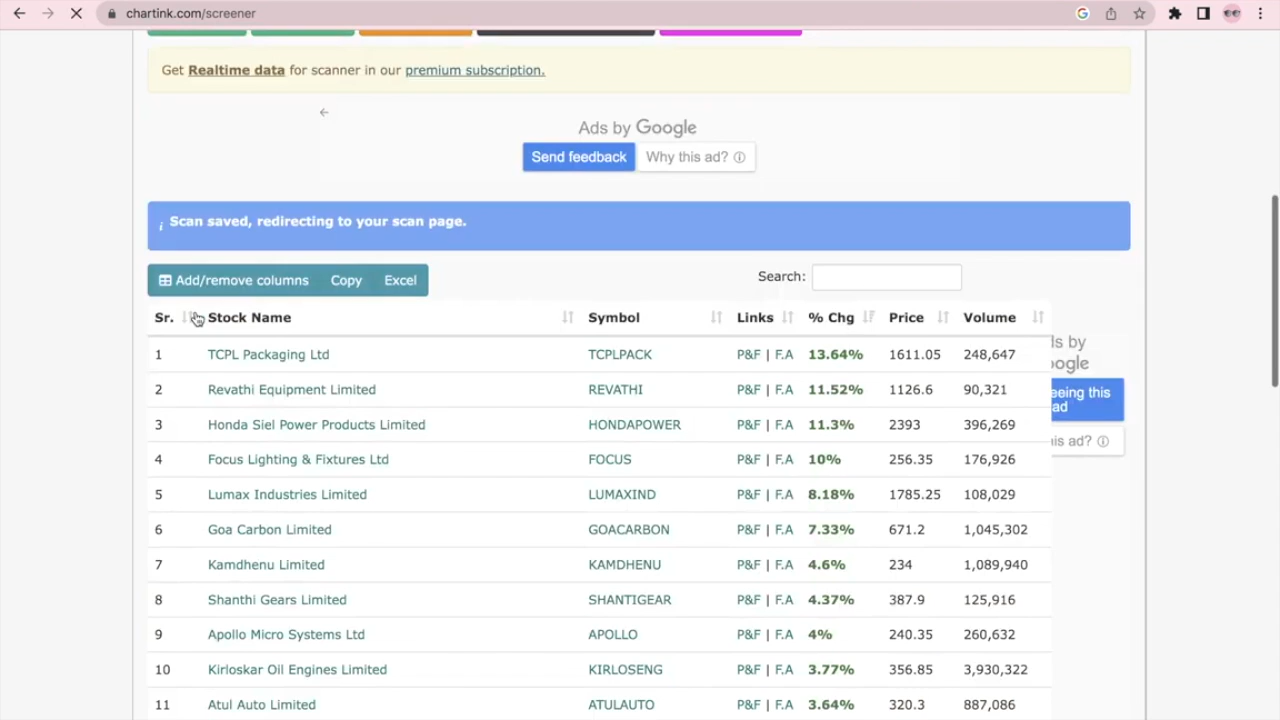 chartink.com/screener
Get Realtime data for scanner in our premium subscription.
Ads by Google
Send feedback Why this ad?
Scan saved, redirecting to your scan page.
Add/remove columns Copy Excel Search:
Sr. Stock Name Symbol Links % Chg Price Volume
1 TCPL Packaging Ltd TCPLPACK P&F | F.A 13.64% 1611.05 248,647
ds by
oogle
2 Revathi Equipment Limited REVATHI P&F | F.A 11.52% 1126.6 90,321
eeing this
ad
3 Honda Siel Power Products Limited HONDAPOWER P&F | F.A 11.3% 2393 396,269
his ad?
4 Focus Lighting & Fixtures Ltd FOCUS P&F | F.A 10% 256.35 176,926
5 Lumax Industries Limited LUMAXIND P&F | F.A 8.18% 1785.25 108,029
6 Goa Carbon Limited GOACARBON P&F | F.A 7.33% 671.2 1,045,302
7 Kamdhenu Limited KAMDHENU P&F | F.A 4.6% 234 1,089,940
8 Shanthi Gears Limited SHANTIGEAR P&F | F.A 4.37% 387.9 125,916
9 Apollo Micro Systems Ltd APOLLO P&F | F.A 4% 240.35 260,632
10 Kirloskar Oil Engines Limited KIRLOSENG P&F | F.A 3.77% 356.85 3,930,322
11 Atul Auto Limited ATULAUTO P&F | F.A 3.64% 320.3 887,086